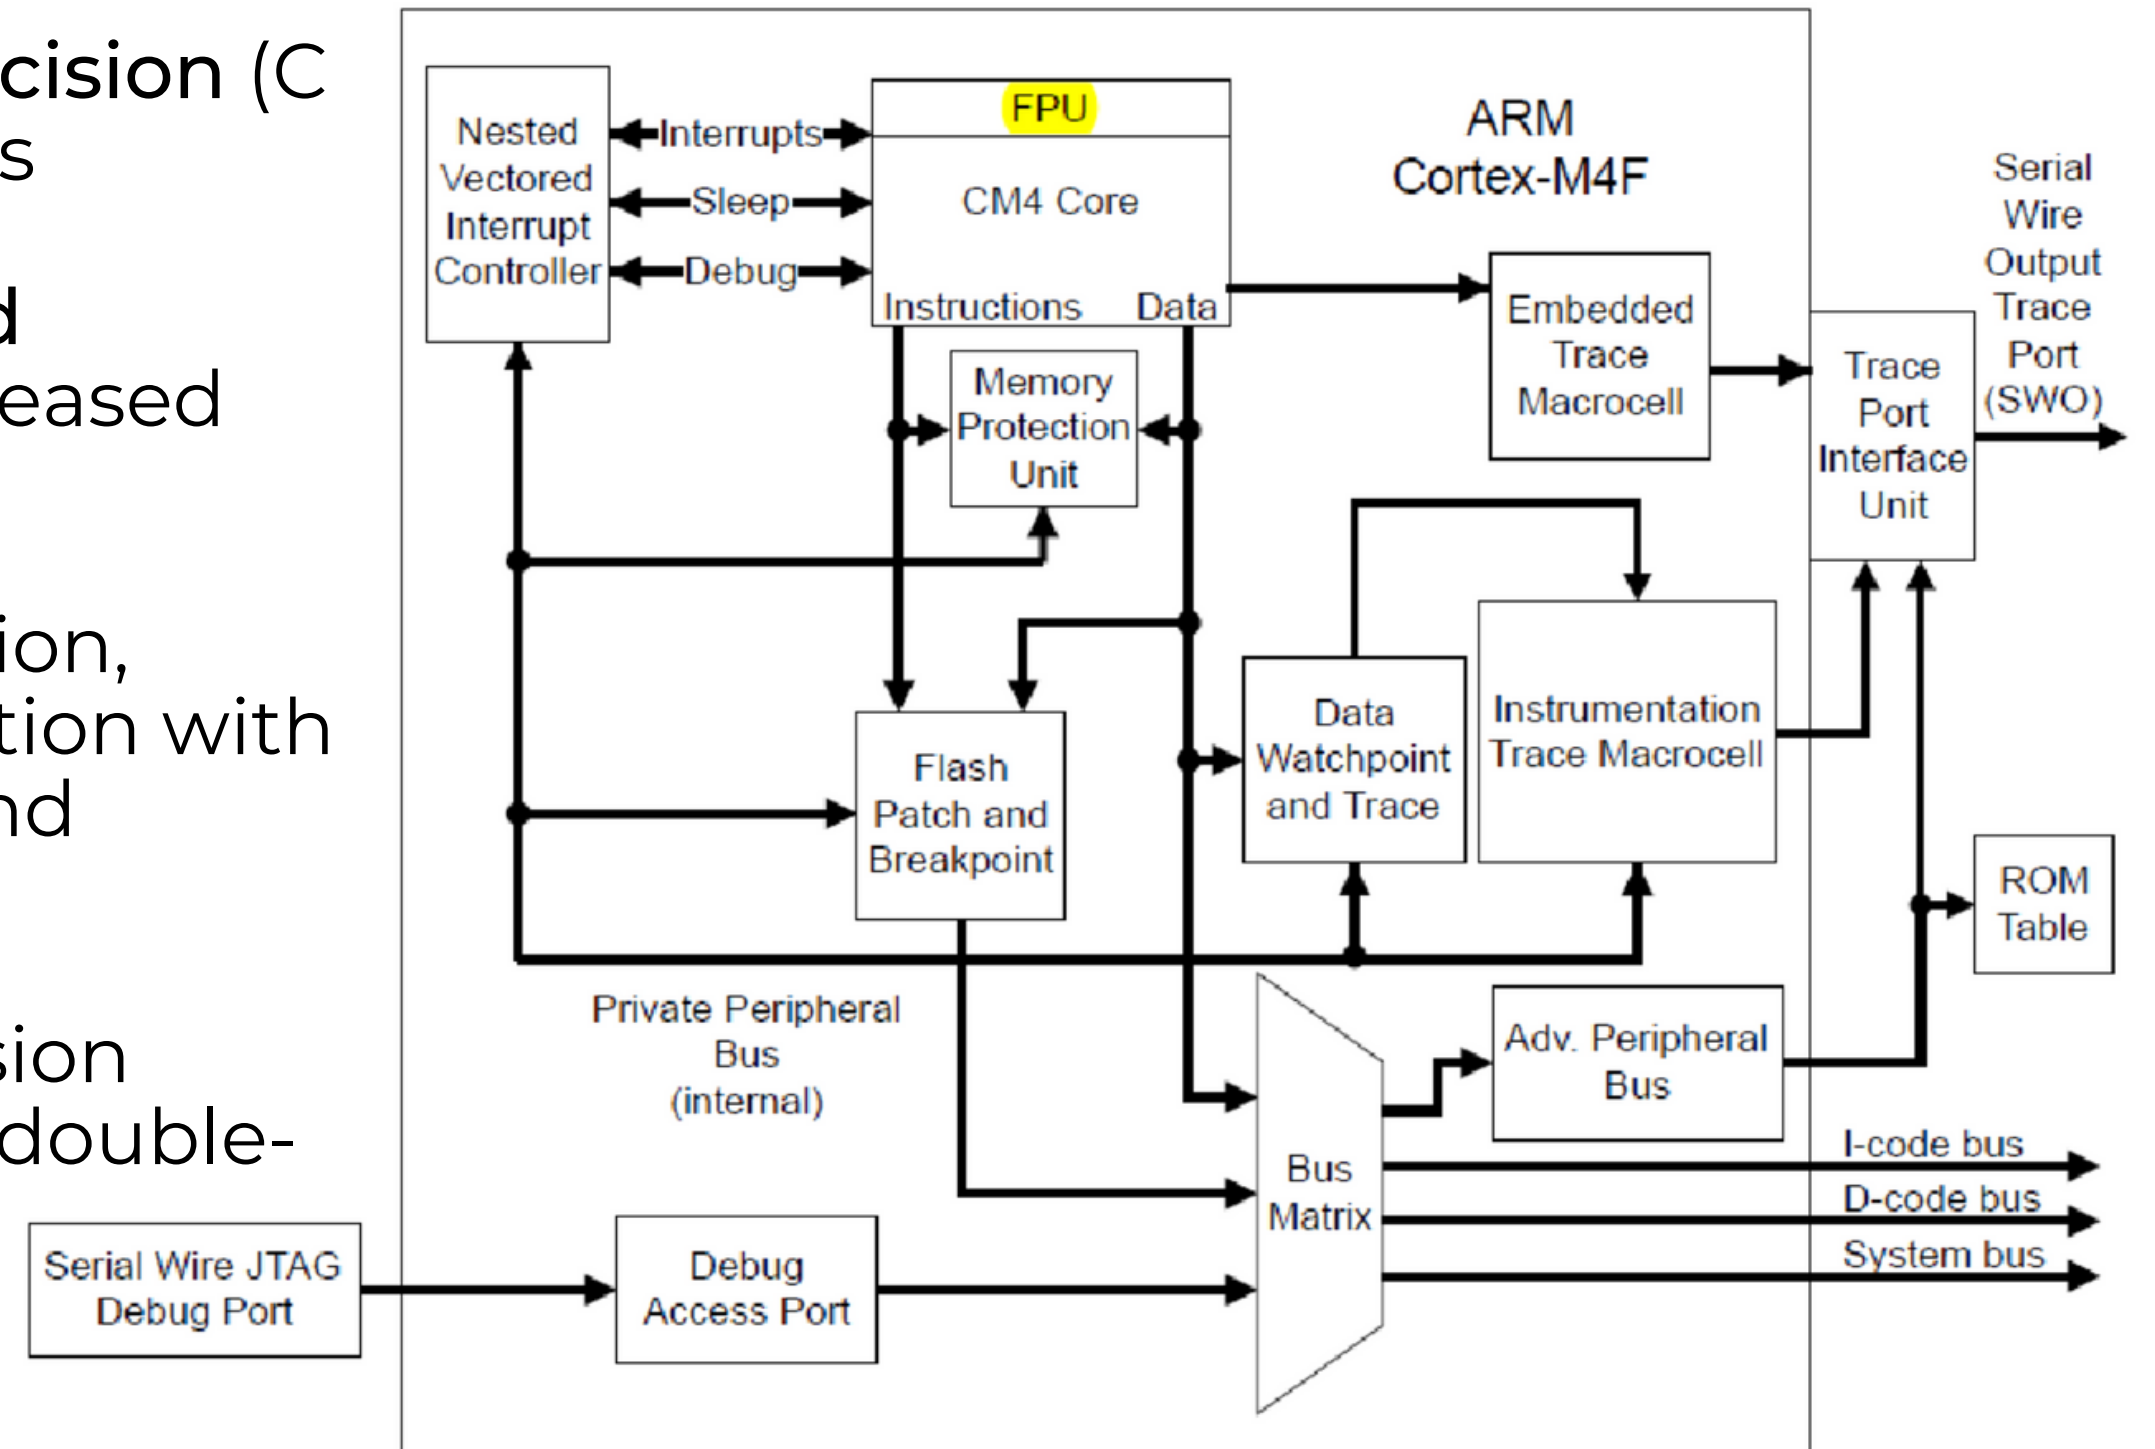 cision (C
s
d
eased
ion,
tion with
nd
sion
double-
Nested
Vectored
Interrupt
Controller
Interrupts
Sleep
Debug
FPU
CM4 Core
Instructions Data
ARM
Cortex-M4F
Serial
Wire
Output
Trace
Port
(SWO)
Embedded
Trace
Macrocell
Trace
Port
Interface
Unit
Memory
Protection
Unit
Flash
Patch and
Breakpoint
Data
Watchpoint
and Trace
Instrumentation
Trace Macrocell
ROM
Table
Private Peripheral
Bus
(internal)
Adv. Peripheral
Bus
Bus
Matrix
I-code bus
D-code bus
System bus
Serial Wire JTAG
Debug Port
Debug
Access Port